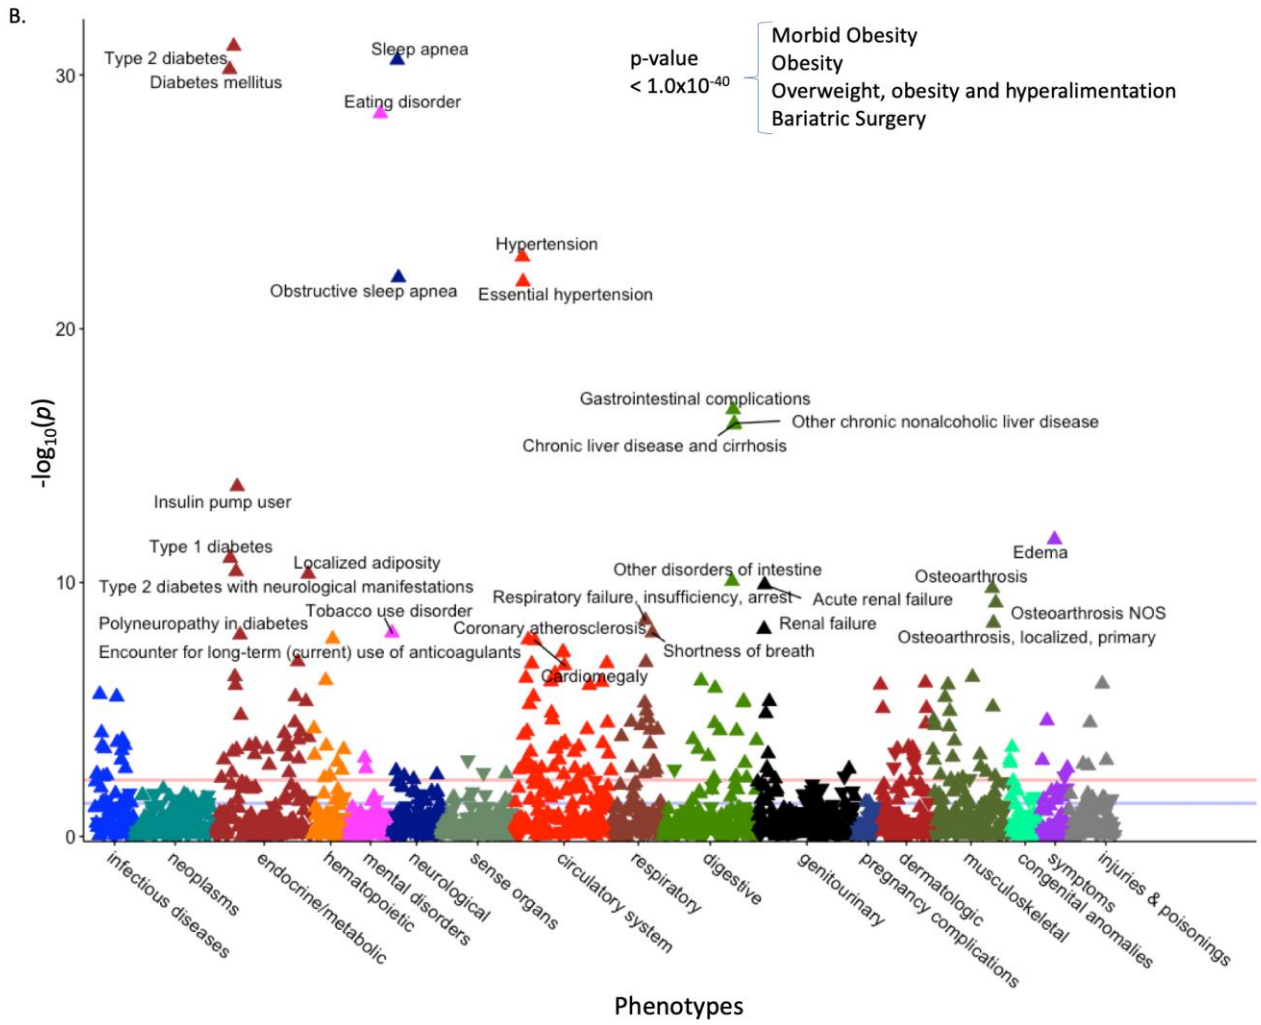 B.
Type 2 diabetes
Diabetes mellitus
Sleep apnea
Eating disorder
p-value
< 1.0x10-40
Morbid Obesity
Obesity
Overweight, obesity and hyperalimentation
Bariatric Surgery
30
Hypertension
Obstructive sleep apnea
Essential hypertension
20
Gastrointestinal complications
Other chronic nonalcoholic liver disease
Chronic liver disease and cirrhosis
-log10(p)
Insulin pump user
Type 1 diabetes
Localized adiposity
Edema
Other disorders of intestine
Osteoarthrosis
10
Type 2 diabetes with neurological manifestations
Respiratory failure, insufficiency, arrest
Acute renal failure
Tobacco use disorder
Osteoarthrosis NOS
Polyneuropathy in diabetes
Coronary atherosclerosis
Renal failure
Osteoarthrosis, localized, primary
Encounter for long-term (current) use of anticoagulants
Shortness of breath
Cardiomegaly
0
infectious diseases
neoplasms
endocrine/metabolic
hematopoietic
mental disorders
neurological
sense organs
circulatory system
respiratory
digestive
genitourinary
pregnancy complications
dermatologic
musculoskeletal
congenital anomalies
symptoms
injuries & poisonings
Phenotypes